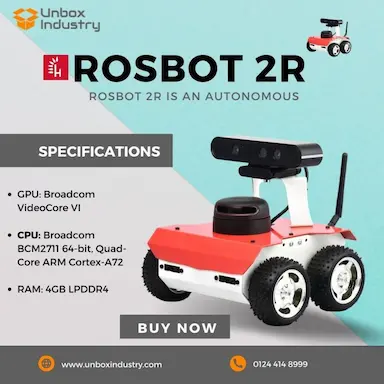 Unbox
Industry
ROSBOT 2R
ROSBOT 2R IS AN AUTONOMOUS
SPECIFICATIONS
• GPU: Broadcom
VideoCore VI
• CPU: Broadcom
BCM2711 64-bit, Quad-
Core ARM Cortex-A72
• RAM: 4GB LPDDR4
BUY NOW
www.unboxindustry.com
0124 414 8999